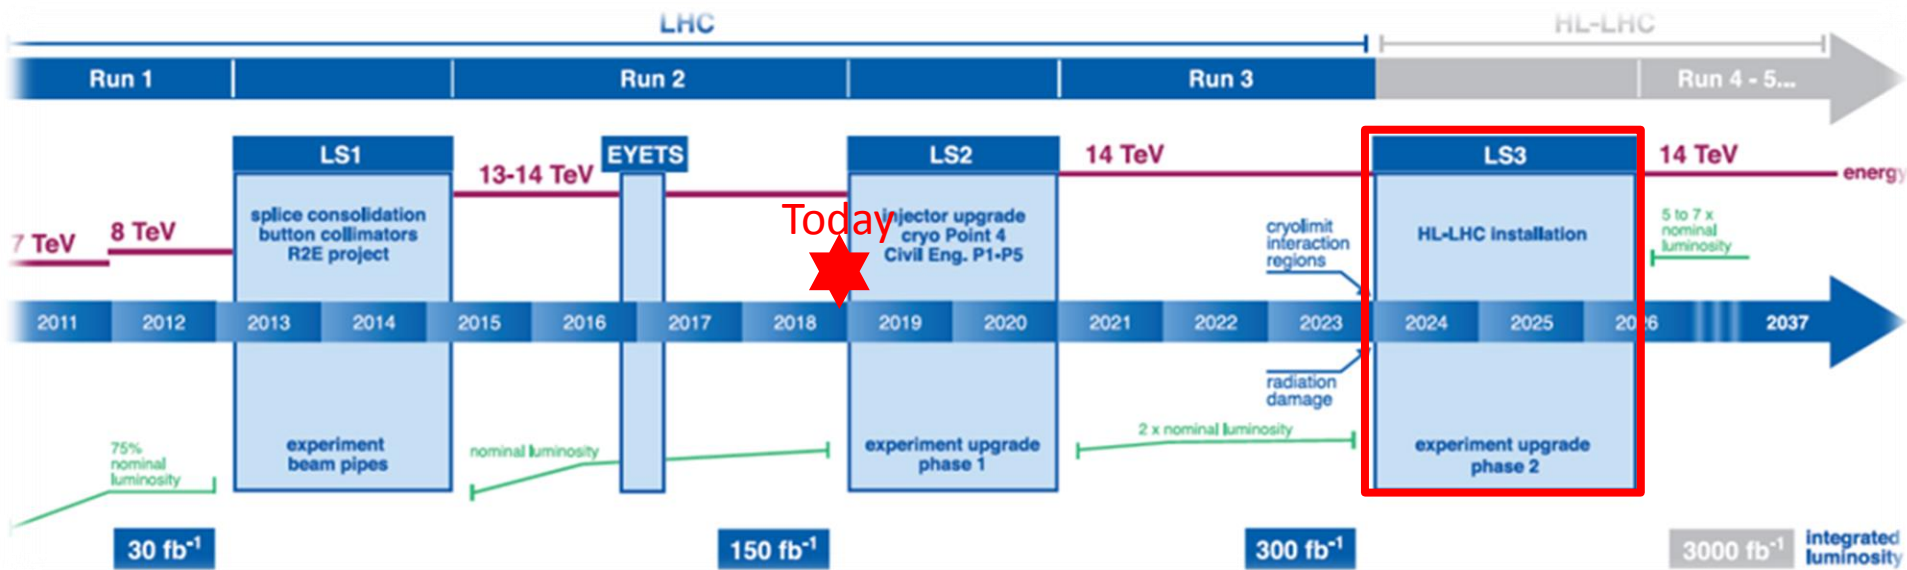 LHC
HL-LHC
Run 1
Run 2
Run 3
Run 4 - 5...
LS1
EYETS
LS2
LS3
13-14 TeV
14 TeV
14 TeV
energy
7 TeV
8 TeV
splice consolidation
button collimators
R2E project
Today
injector upgrade
cryo Point 4
Civil Eng. P1-P5
cryolimit
interaction
regions
HL-LHC installation
5 to 7 x
nominal
luminosity
2011
2012
2013
2014
2015
2016
2017
2018
2019
2020
2021
2022
2023
2024
2025
2026
2037
radiation
damage
75%
nominal
luminosity
experiment
beam pipes
nominal luminosity
experiment upgrade
phase 1
2 x nominal luminosity
experiment upgrade
phase 2
30 fb⁻¹
150 fb⁻¹
300 fb⁻¹
3000 fb⁻¹
integrated
luminosity